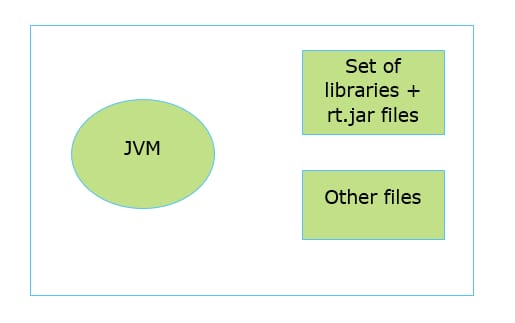 JVM
Set of
libraries +
rt.jar files
Other files